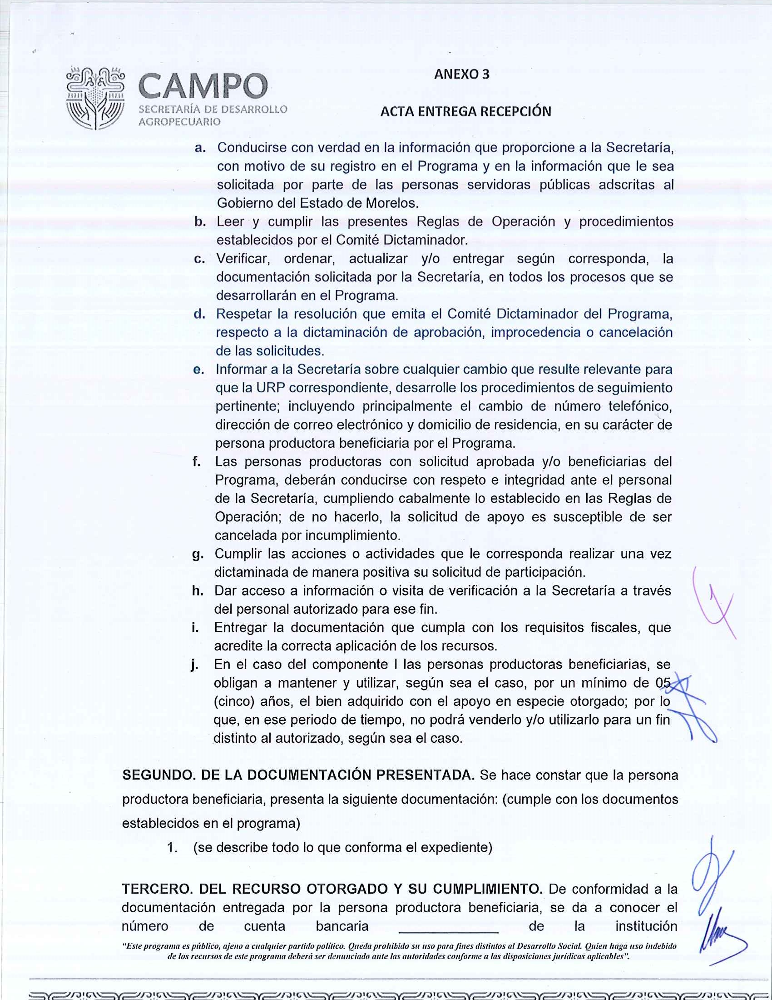 CAMPO
SECRETARÍA DE DESARROLLO
AGROPECUARIO
ANEXO 3
ACTA ENTREGA RECEPCIÓN
a. Conducirse con verdad en la información que proporcione a la Secretaría,
con motivo de su registro en el Programa y en la información que le sea
solicitada por parte de las personas servidoras públicas adscritas al
Gobierno del Estado de Morelos.
b. Leer y cumplir las presentes Reglas de Operación y procedimientos
establecidos por el Comité Dictaminador.
c. Verificar, ordenar, actualizar y/o entregar según corresponda, la
documentación solicitada por la Secretaría, en todos los procesos que se
desarrollarán en el Programa.
d. Respetar la resolución que emita el Comité Dictaminador del Programa,
respecto a la dictaminación de aprobación, improcedencia o cancelación
de las solicitudes.
e. Informar a la Secretaría sobre cualquier cambio que resulte relevante para
que la URP correspondiente, desarrolle los procedimientos de seguimiento
pertinente; incluyendo principalmente el cambio de número telefónico,
dirección de correo electrónico y domicilio de residencia, en su carácter de
persona productora beneficiaria por el Programa.
f. Las personas productoras con solicitud aprobada y/o beneficiarias del
Programa, deberán conducirse con respeto e integridad ante el personal
de la Secretaría, cumpliendo cabalmente lo establecido en las Reglas de
Operación; de no hacerlo, la solicitud de apoyo es susceptible de ser
cancelada por incumplimiento.
g. Cumplir las acciones o actividades que le corresponda realizar una vez
dictaminada de manera positiva su solicitud de participación.
h. Dar acceso a información o visita de verificación a la Secretaría a través
del personal autorizado para ese fin.
i. Entregar la documentación que cumpla con los requisitos fiscales, que
acredite la correcta aplicación de los recursos.
j. En el caso del componente I las personas productoras beneficiarias, se
obligan a mantener y utilizar, según sea el caso, por un mínimo de 05
(cinco) años, el bien adquirido con el apoyo en especie otorgado; por lo
que, en ese periodo de tiempo, no podrá venderlo y/o utilizarlo para un fin
distinto al autorizado, según sea el caso.
SEGUNDO. DE LA DOCUMENTACIÓN PRESENTADA. Se hace constar que la persona
productora beneficiaria, presenta la siguiente documentación: (cumple con los documentos
establecidos en el programa)
1. (se describe todo lo que conforma el expediente)
TERCERO. DEL RECURSO OTORGADO Y SU CUMPLIMIENTO. De conformidad a la
documentación entregada por la persona productora beneficiaria, se da a conocer el
número de cuenta bancaria ______________ de la institución
"Este programa es público, ajeno a cualquier partido político. Queda prohibido su uso para fines distintos al Desarrollo Social. Quien haga uso indebido
de los recursos de este programa deberá ser denunciado ante las autoridades conforme a las disposiciones jurídicas aplicables".